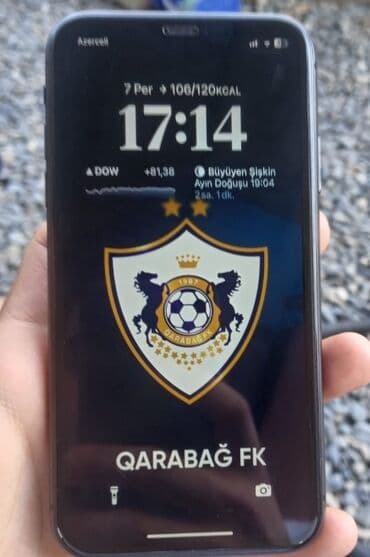 Azercell
7 Per → 106/120KCAL
17:14
▲DOW +81,38
Büyüyen Şişkin
Ayın Doğuşu 19:04
2sa. 1dk.
QARABAĞ FK
QARABAĞ FK